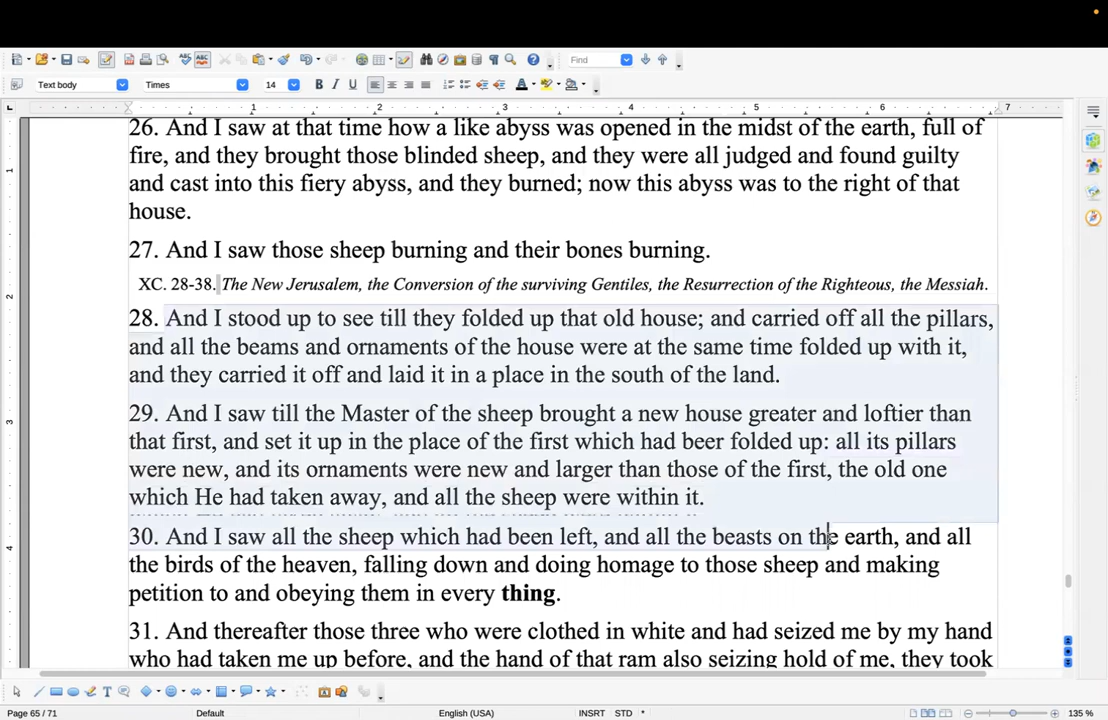 Text body
Times
14
B I U
Find
1 2 3 4 5 6 7
26. And I saw at that time how a like abyss was opened in the midst of the earth, full of
fire, and they brought those blinded sheep, and they were all judged and found guilty
and cast into this fiery abyss, and they burned; now this abyss was to the right of that
house.
27. And I saw those sheep burning and their bones burning.
XC. 28-38. The New Jerusalem, the Conversion of the surviving Gentiles, the Resurrection of the Righteous, the Messiah.
28. And I stood up to see till they folded up that old house; and carried off all the pillars,
and all the beams and ornaments of the house were at the same time folded up with it,
and they carried it off and laid it in a place in the south of the land.
29. And I saw till the Master of the sheep brought a new house greater and loftier than
that first, and set it up in the place of the first which had beer folded up: all its pillars
were new, and its ornaments were new and larger than those of the first, the old one
which He had taken away, and all the sheep were within it.
30. And I saw all the sheep which had been left, and all the beasts on the earth, and all
the birds of the heaven, falling down and doing homage to those sheep and making
petition to and obeying them in every thing.
31. And thereafter those three who were clothed in white and had seized me by my hand
who had taken me up before, and the hand of that ram also seizing hold of me, they took
Page 65 / 71
Default
English (USA)
INSRT
STD
*
135 %